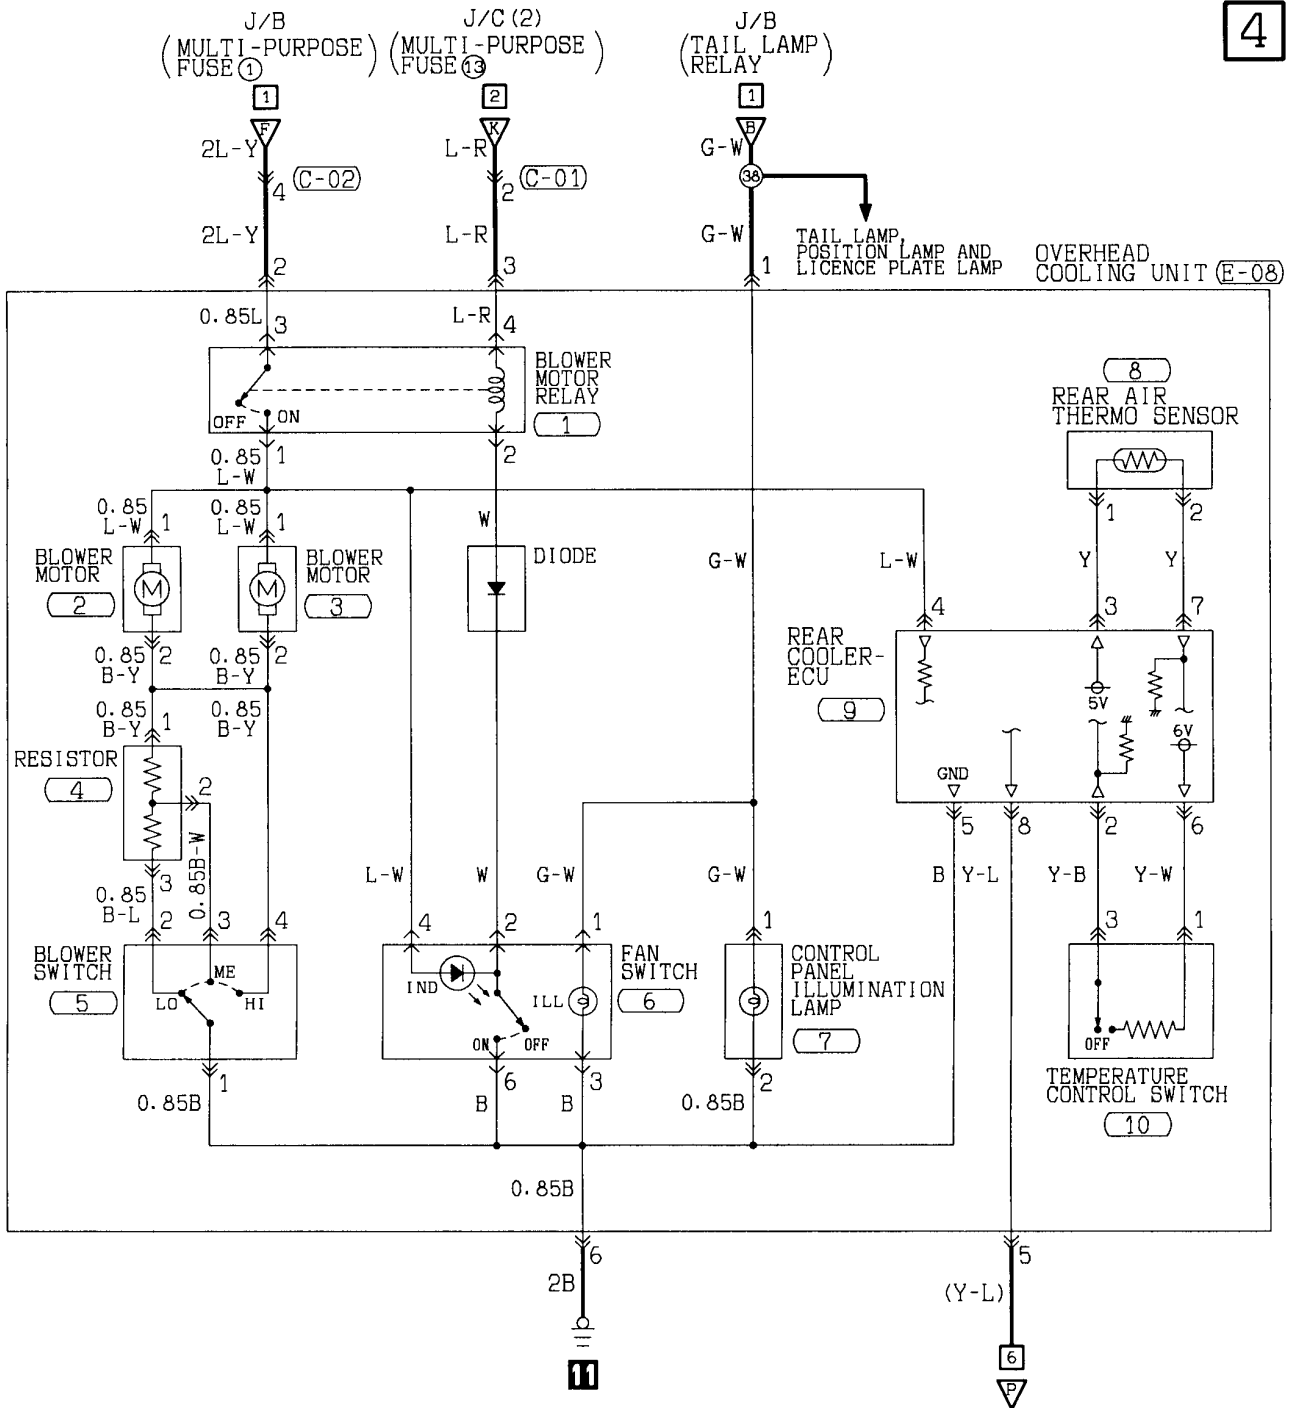 4
J/B
(MULTI-PURPOSE
FUSE ①)
J/C (2)
(MULTI-PURPOSE
FUSE ⑬)
J/B
(TAIL LAMP
RELAY)
1
2
1
F
K
B
2L-Y
L-R
G-W
4
(C-02)
2
(C-01)
38
2L-Y
L-R
G-W
TAIL LAMP,
POSITION LAMP AND
LICENCE PLATE LAMP
OVERHEAD
COOLING UNIT (E-08)
2
3
1
0.85L
3
L-R
4
BLOWER
MOTOR
RELAY
1
OFF
ON
8
REAR AIR
THERMO SENSOR
0.85
L-W
1
2
1
2
0.85
L-W
1
0.85
L-W
1
W
BLOWER
MOTOR
2
M
M
BLOWER
MOTOR
3
DIODE
G-W
L-W
Y
Y
4
3
7
0.85
B-Y
2
0.85
B-Y
2
REAR
COOLER-
ECU
9
5V
6V
GND
0.85
B-Y
1
0.85
B-Y
RESISTOR
4
2
0.85B-W
3
5
8
2
6
0.85
B-L
L-W
W
G-W
G-W
B
Y-L
Y-B
Y-W
2
3
4
4
2
1
1
3
1
BLOWER
SWITCH
5
LO
ME
HI
IND
ILL
ON
OFF
FAN
SWITCH
6
CONTROL
PANEL
ILLUMINATION
LAMP
7
OFF
TEMPERATURE
CONTROL SWITCH
10
1
6
3
2
0.85B
B
B
0.85B
0.85B
6
5
2B
(Y-L)
11
6
P